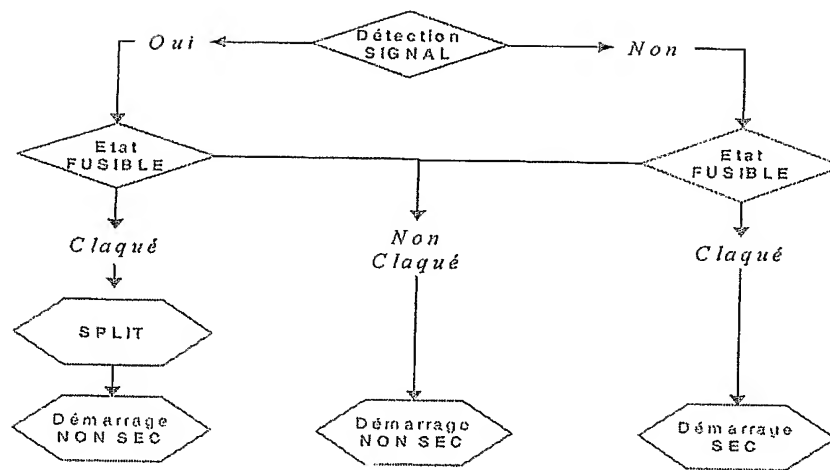 Détection
SIGNAL
Oui
Non
Etat
FUSIBLE
Etat
FUSIBLE
Claqué
Non
Claqué
Claqué
SPLIT
Démarrage
NON SEC
Démarrage
NON SEC
Démarrage
SEC